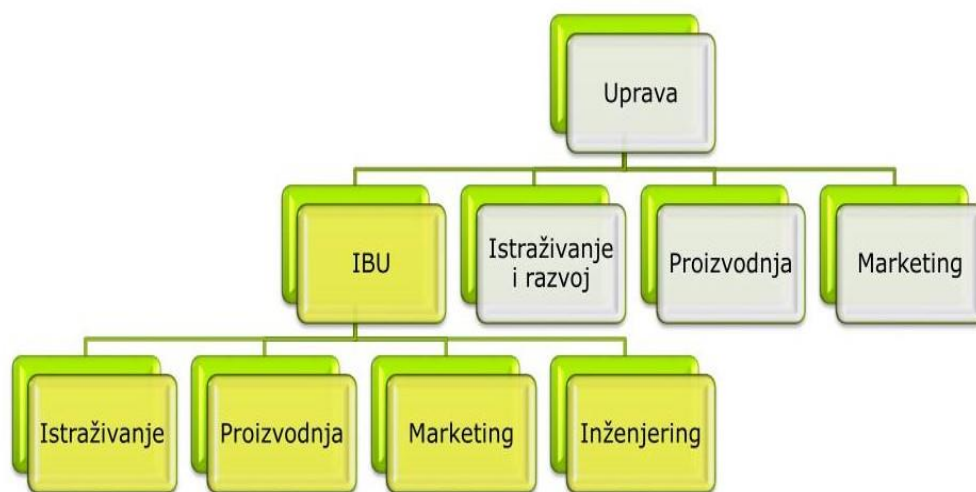 Uprava
IBU
Istraživanje
i razvoj
Proizvodnja
Marketing
Istraživanje
Proizvodnja
Marketing
Inženjering